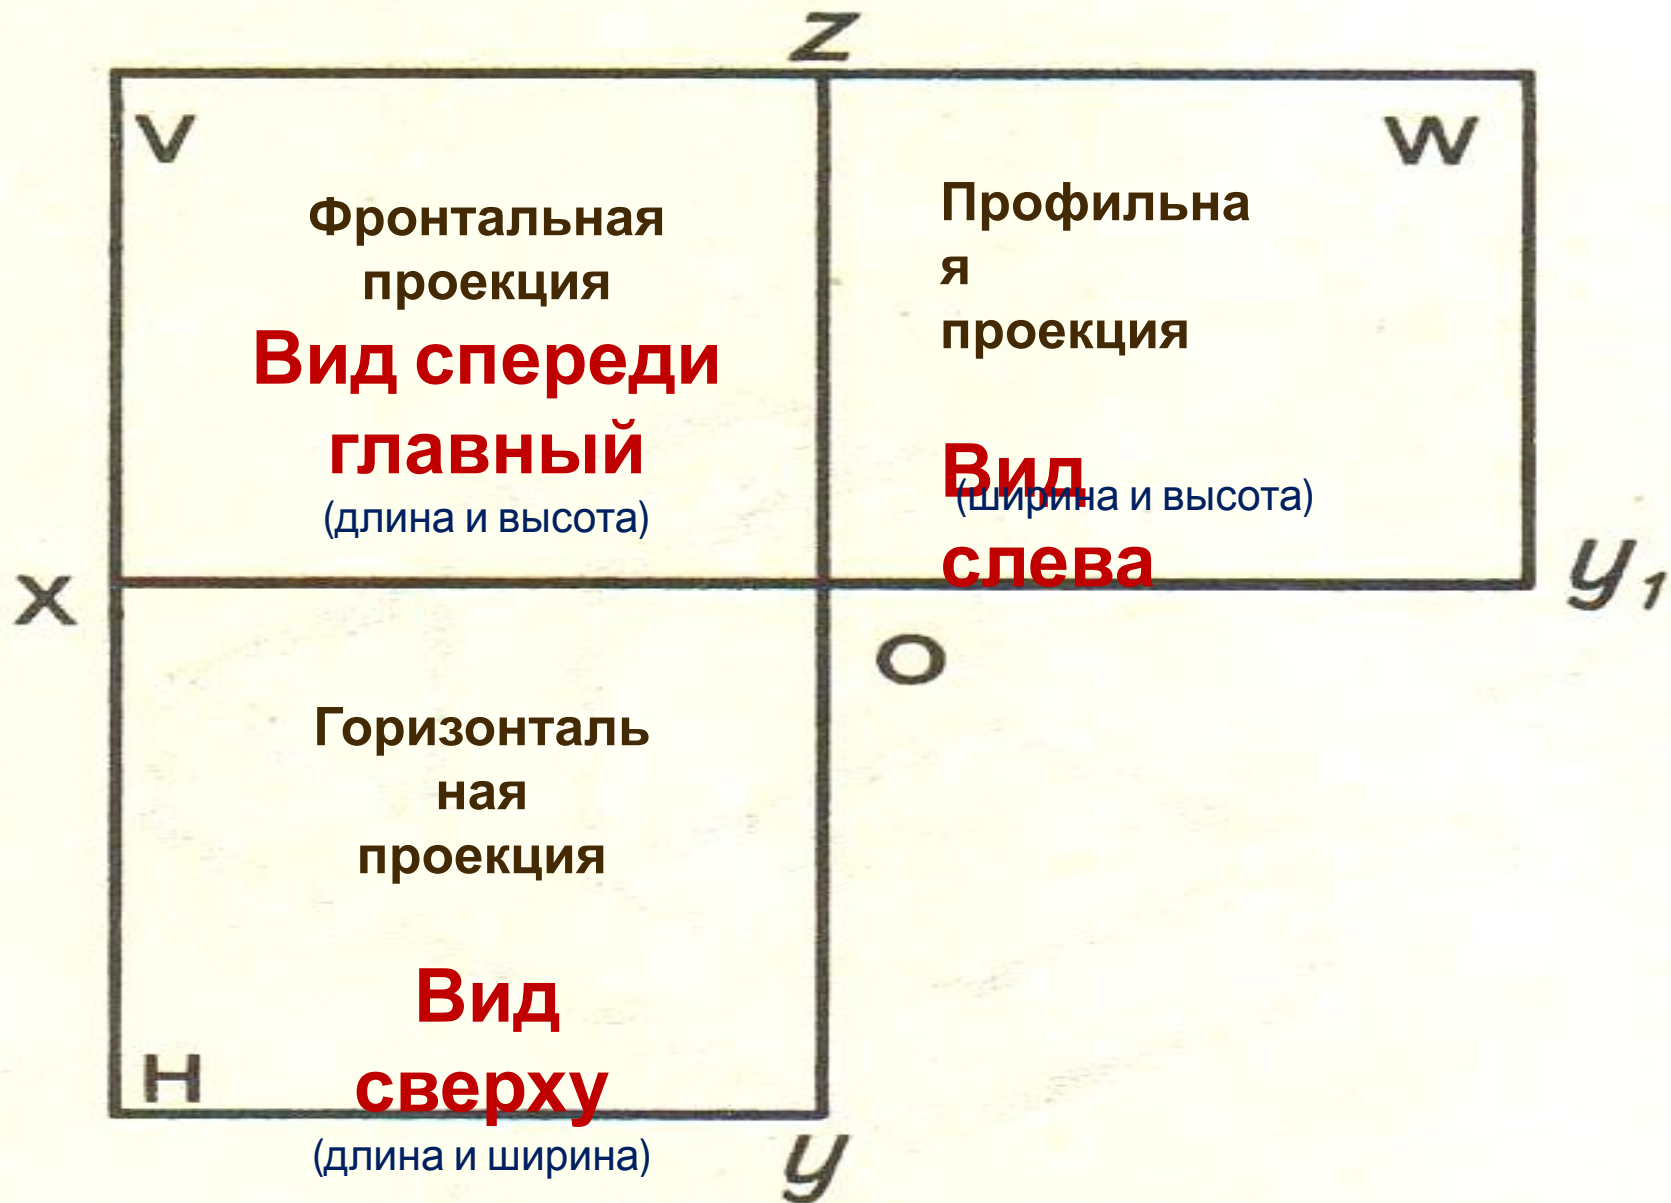 z
V
W
Фронтальная
проекция
Вид спереди
главный
(длина и высота)
Профильна
я
проекция
Вид
(ширина и высота)
слева
x
y1
O
Горизонталь
ная
проекция
Вид
сверху
H
(длина и ширина)
y